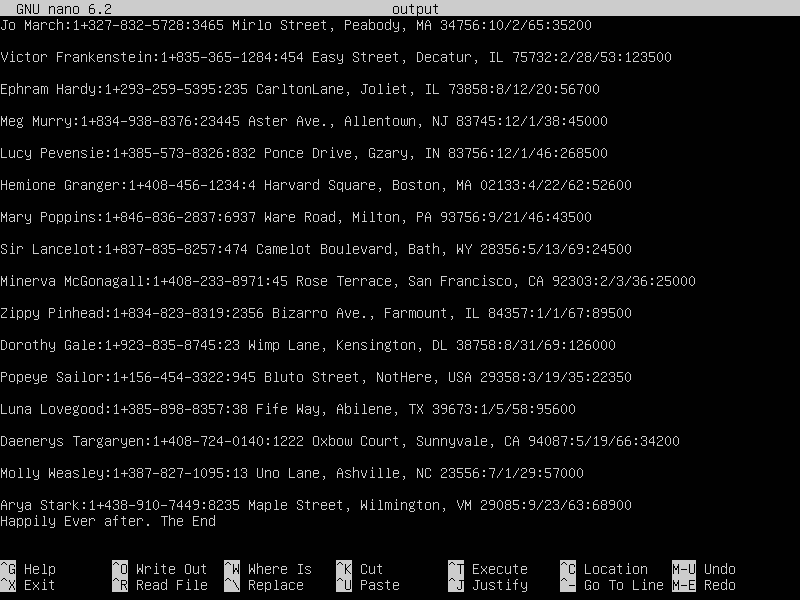 GNU nano 6.2 output
Jo March:1+327-832-5728:3465 Mirlo Street, Peabody, MA 34756:10/2/65:35200
Victor Frankenstein:1+835-365-1284:454 Easy Street, Decatur, IL 75732:2/28/53:123500
Ephram Hardy:1+293-259-5395:235 CarltonLane, Joliet, IL 73858:8/12/20:56700
Meg Murry:1+834-938-8376:23445 Aster Ave., Allentown, NJ 83745:12/1/38:45000
Lucy Pevensie:1+385-573-8326:832 Ponce Drive, Gzary, IN 83756:12/1/46:268500
Hemione Granger:1+408-456-1234:4 Harvard Square, Boston, MA 02133:4/22/62:52600
Mary Poppins:1+846-836-2837:6937 Ware Road, Milton, PA 93756:9/21/46:43500
Sir Lancelot:1+837-835-8257:474 Camelot Boulevard, Bath, WY 28356:5/13/69:24500
Minerva McGonagall:1+408-233-8971:45 Rose Terrace, San Francisco, CA 92303:2/3/36:25000
Zippy Pinhead:1+834-823-8319:2356 Bizarro Ave., Farmount, IL 84357:1/1/67:89500
Dorothy Gale:1+923-835-8745:23 Wimp Lane, Kensington, DL 38758:8/31/69:126000
Popeye Sailor:1+156-454-3322:945 Bluto Street, NotHere, USA 29358:3/19/35:22350
Luna Lovegood:1+385-898-8357:38 Fife Way, Abilene, TX 39673:1/5/58:95600
Daenerys Targaryen:1+408-724-0140:1222 Oxbow Court, Sunnyvale, CA 94087:5/19/66:34200
Molly Weasley:1+387-827-1095:13 Uno Lane, Ashville, NC 23556:7/1/29:57000
Arya Stark:1+438-910-7449:8235 Maple Street, Wilmington, VM 29085:9/23/63:68900
Happily Ever after. The End
^G Help ^O Write Out ^W Where Is ^K Cut ^T Execute ^C Location M-U Undo
^X Exit ^R Read File ^\ Replace ^U Paste ^J Justify ^- Go To Line M-E Redo